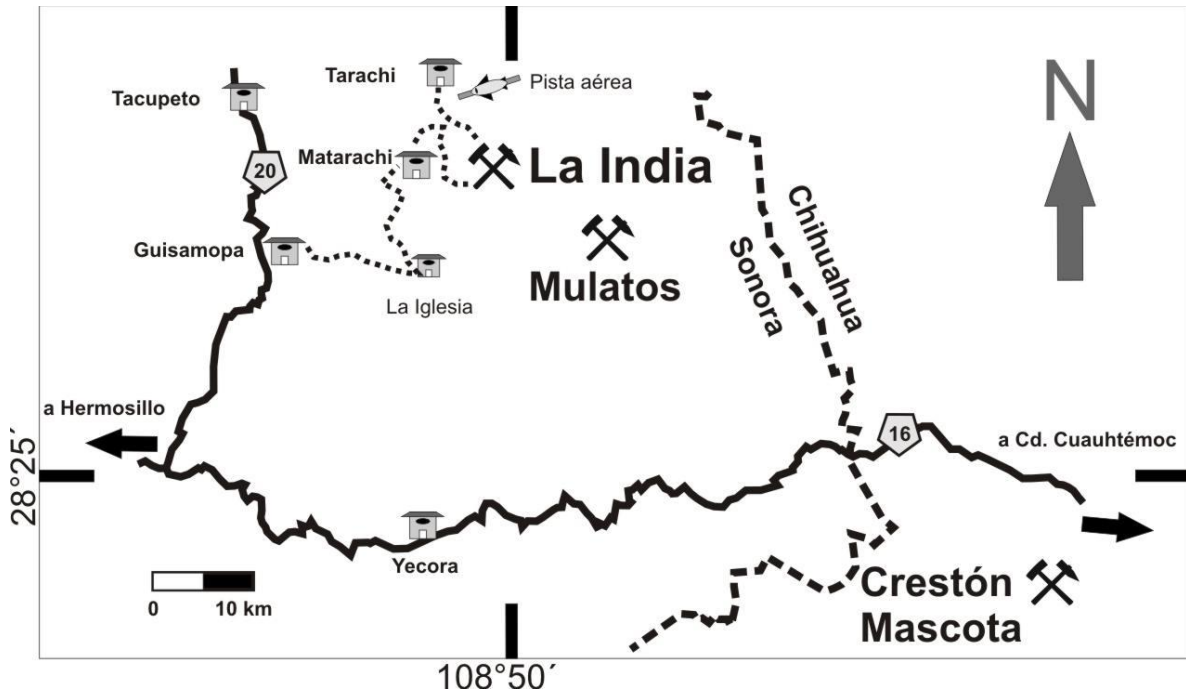 Tarachi
Pista aérea
Tacupeto
N
20
Matarachi
La India
Guisamopa
La Iglesia
Mulatos
Chihuahua
Sonora
a Hermosillo
16
a Cd. Cuauhtémoc
28°25´
Yecora
0 10 km
Crestón
Mascota
108°50´